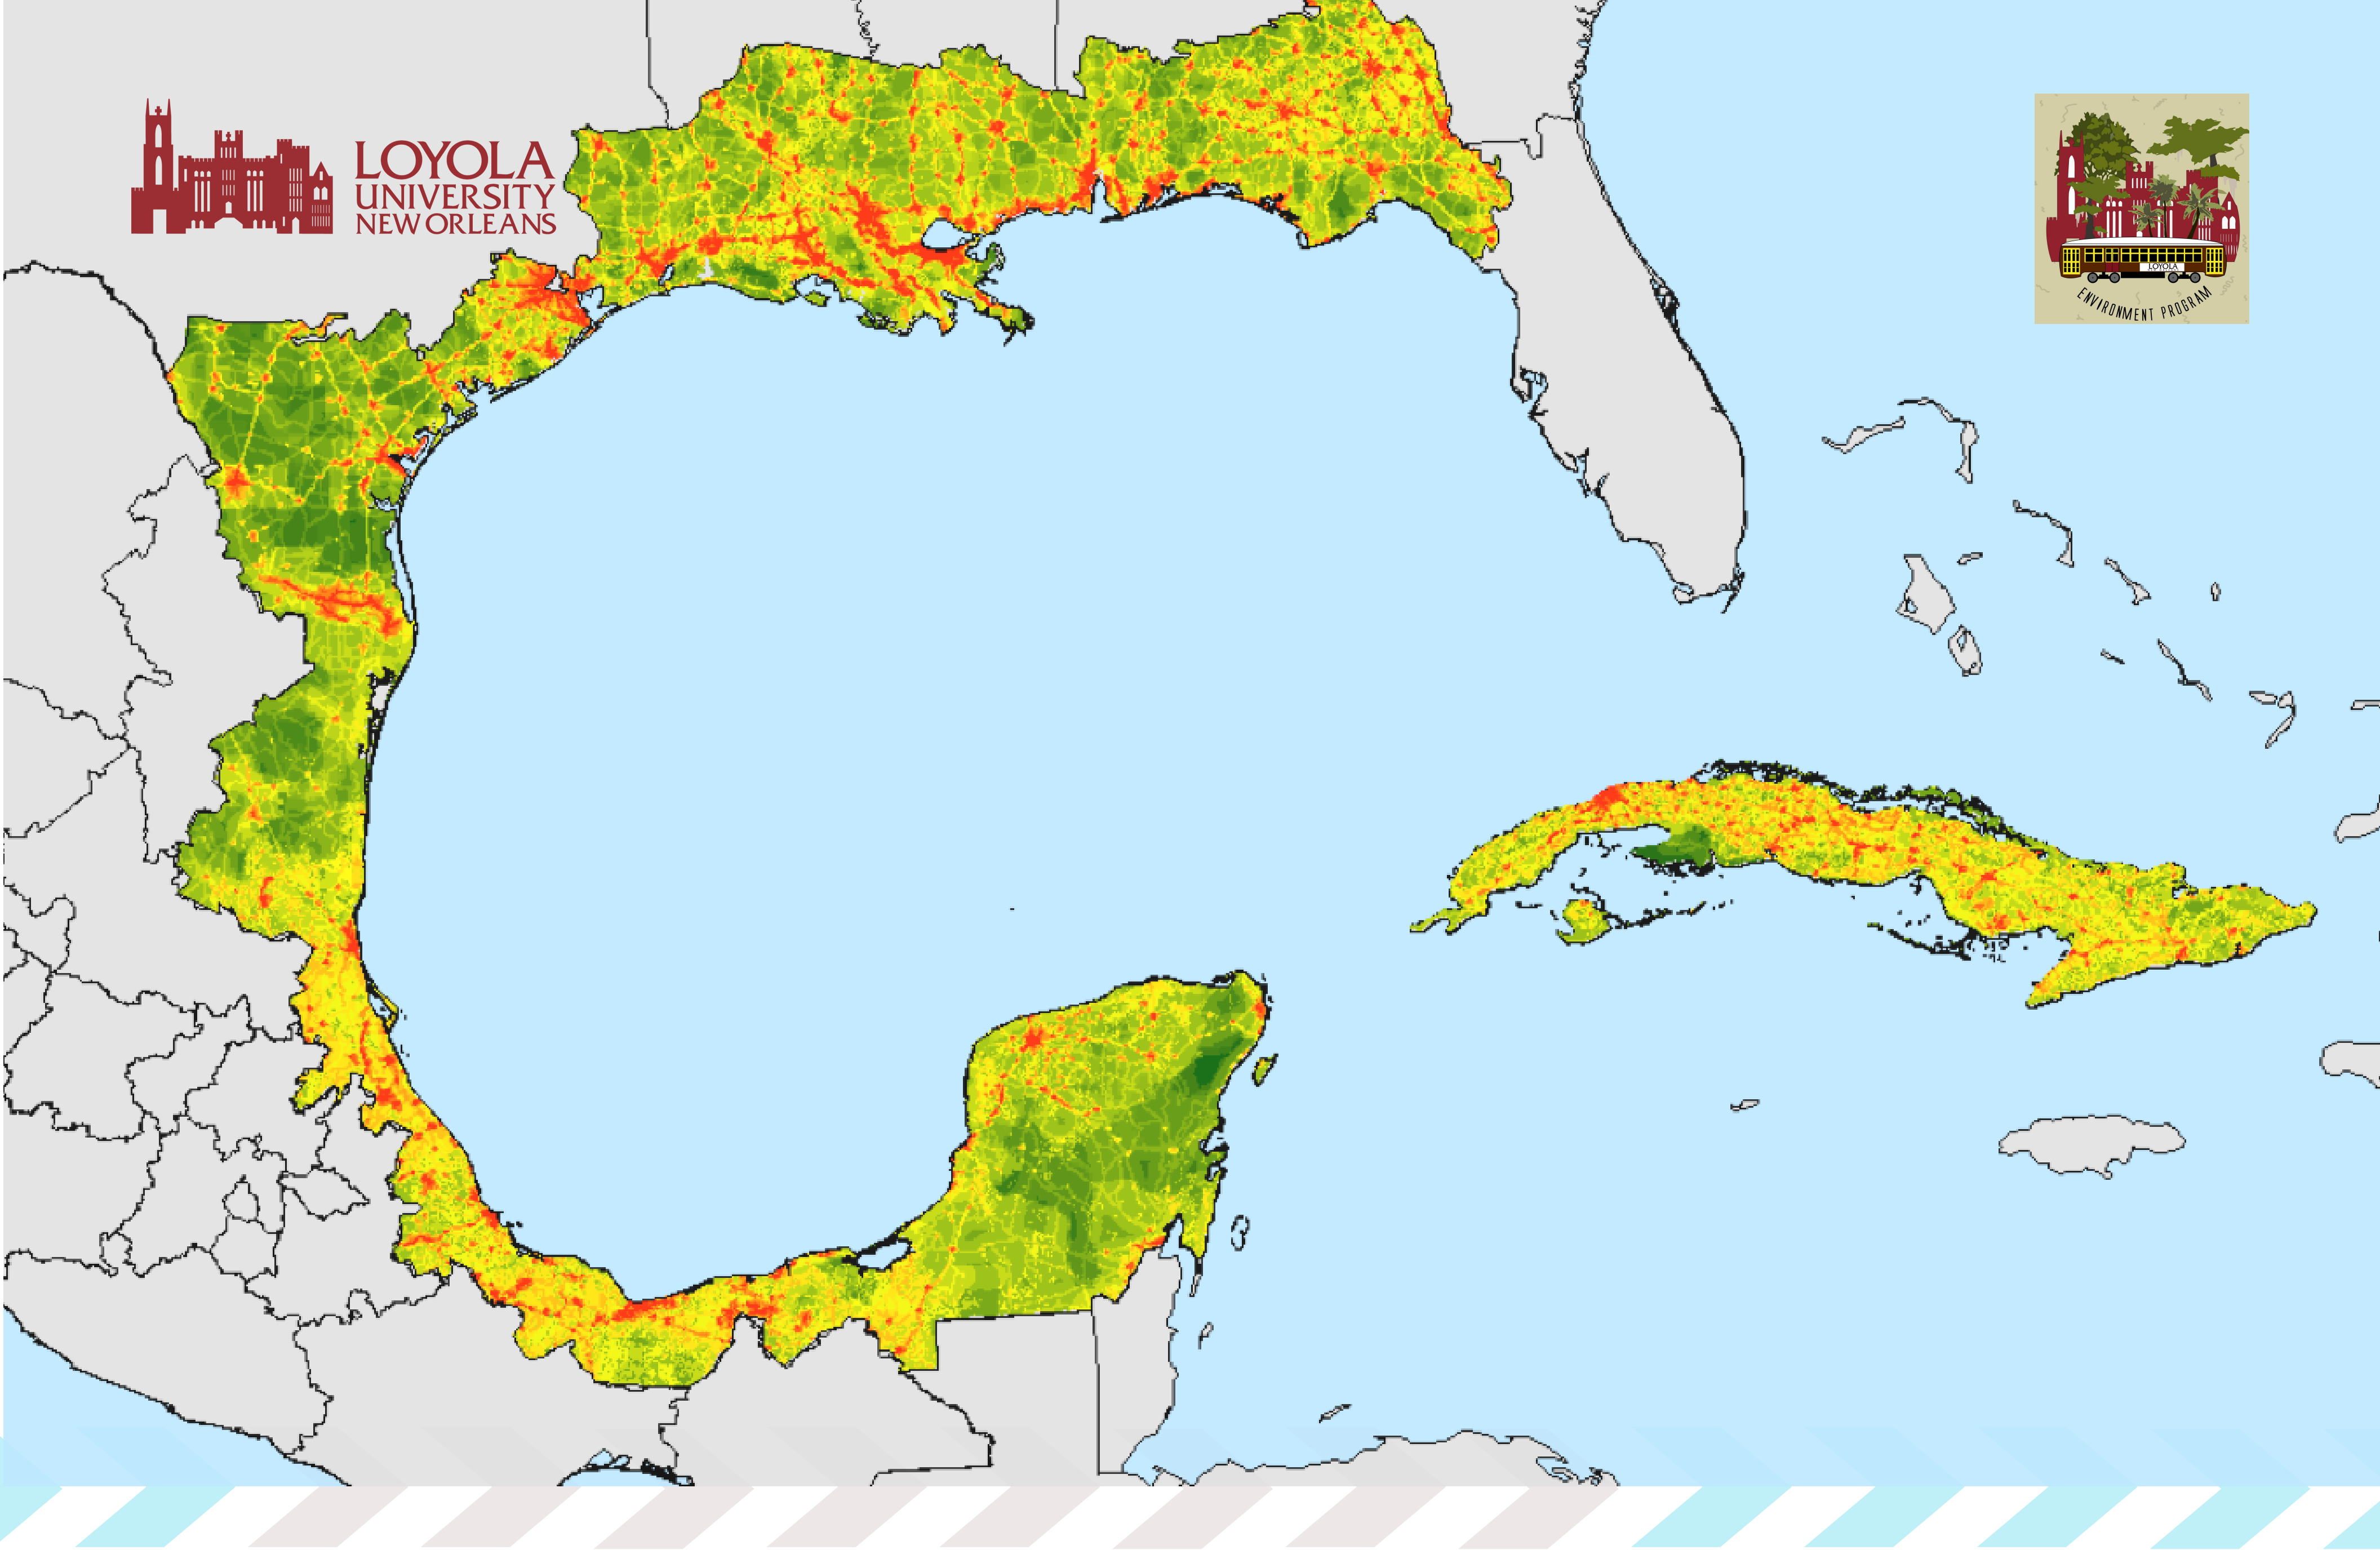 LOYOLA
UNIVERSITY
NEW ORLEANS
LOYOLA
ENVIRONMENT PROGRAM